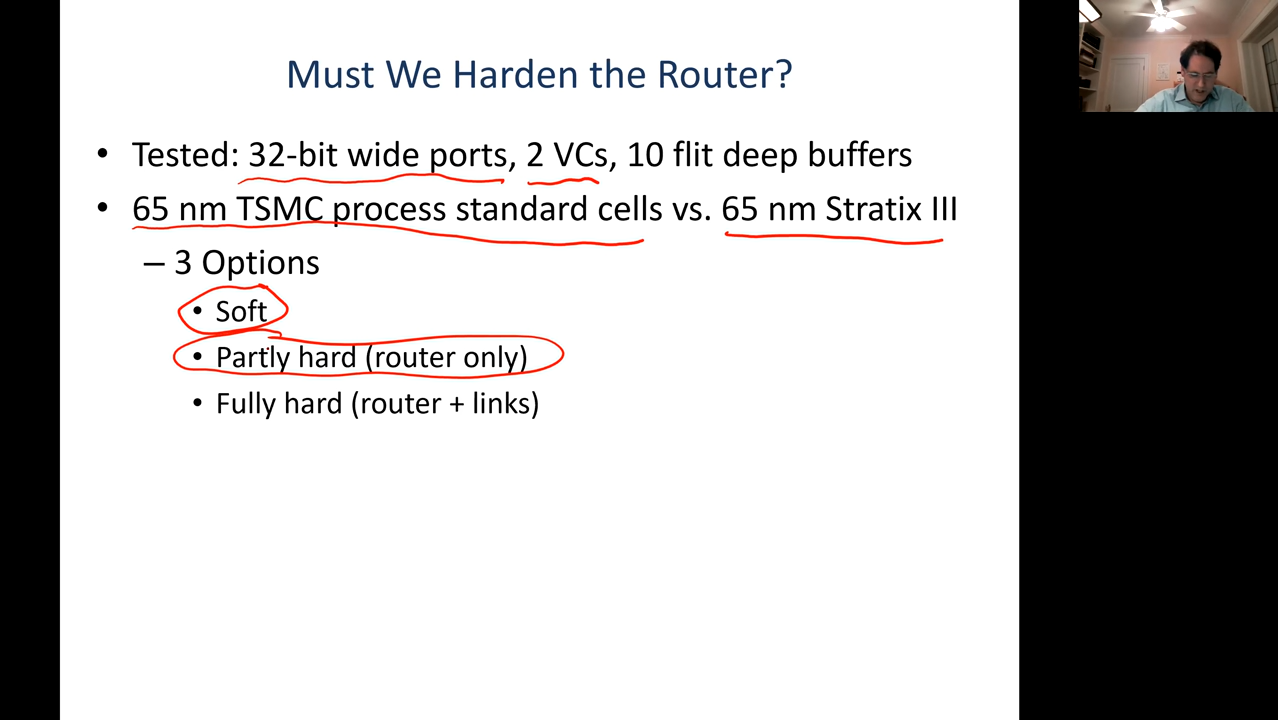 Must We Harden the Router?
• Tested: 32-bit wide ports, 2 VCs, 10 flit deep buffers
• 65 nm TSMC process standard cells vs. 65 nm Stratix III
– 3 Options
• Soft
• Partly hard (router only)
• Fully hard (router + links)